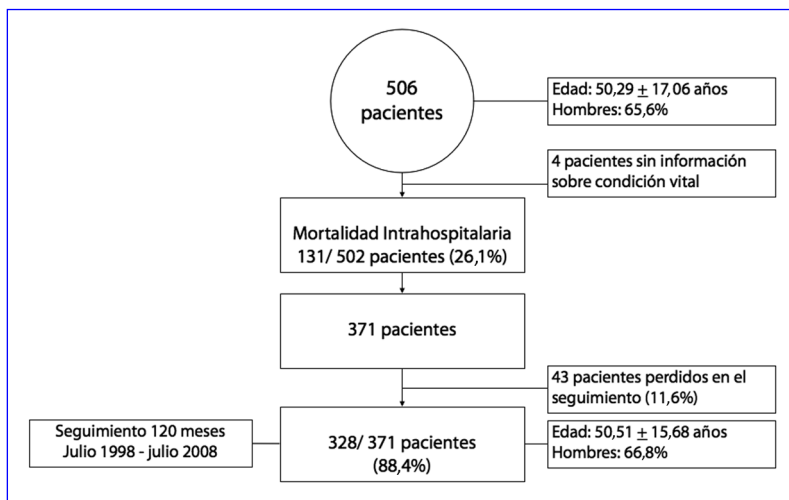 506
pacientes
Edad: 50,29 ± 17,06 años
Hombres: 65,6%
4 pacientes sin información
sobre condición vital
Mortalidad Intrahospitalaria
131/ 502 pacientes (26,1%)
371 pacientes
43 pacientes perdidos en el
seguimiento (11,6%)
Seguimiento 120 meses
Julio 1998 - julio 2008
328/ 371 pacientes
(88,4%)
Edad: 50,51 ± 15,68 años
Hombres: 66,8%